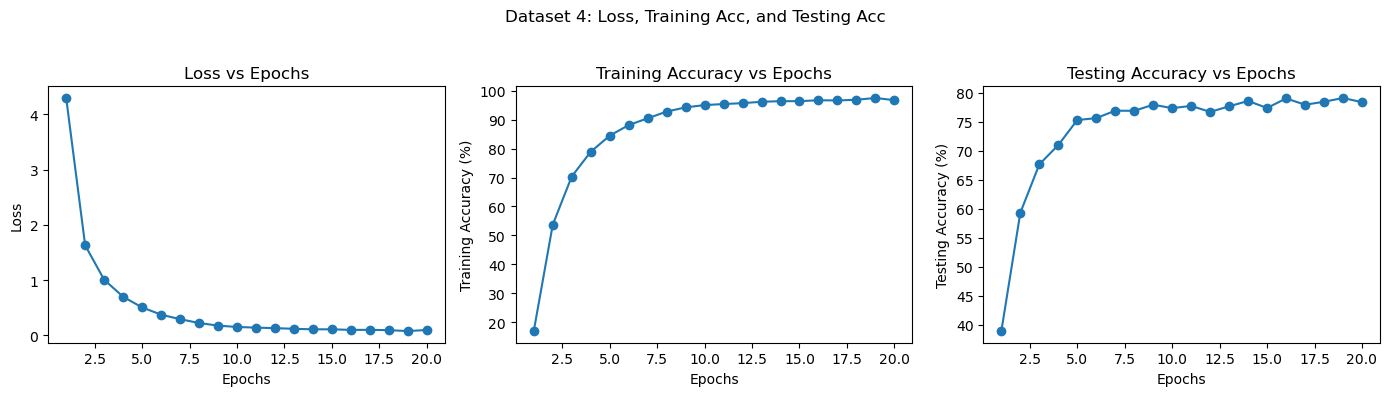 Dataset 4: Loss, Training Acc, and Testing Acc
Loss vs Epochs
4
3
2
1
0
Loss
2.5 5.0 7.5 10.0 12.5 15.0 17.5 20.0
Epochs
Training Accuracy vs Epochs
100
90
80
70
60
50
40
30
20
Training Accuracy (%)
2.5 5.0 7.5 10.0 12.5 15.0 17.5 20.0
Epochs
Testing Accuracy vs Epochs
80
75
70
65
60
55
50
45
40
Testing Accuracy (%)
2.5 5.0 7.5 10.0 12.5 15.0 17.5 20.0
Epochs